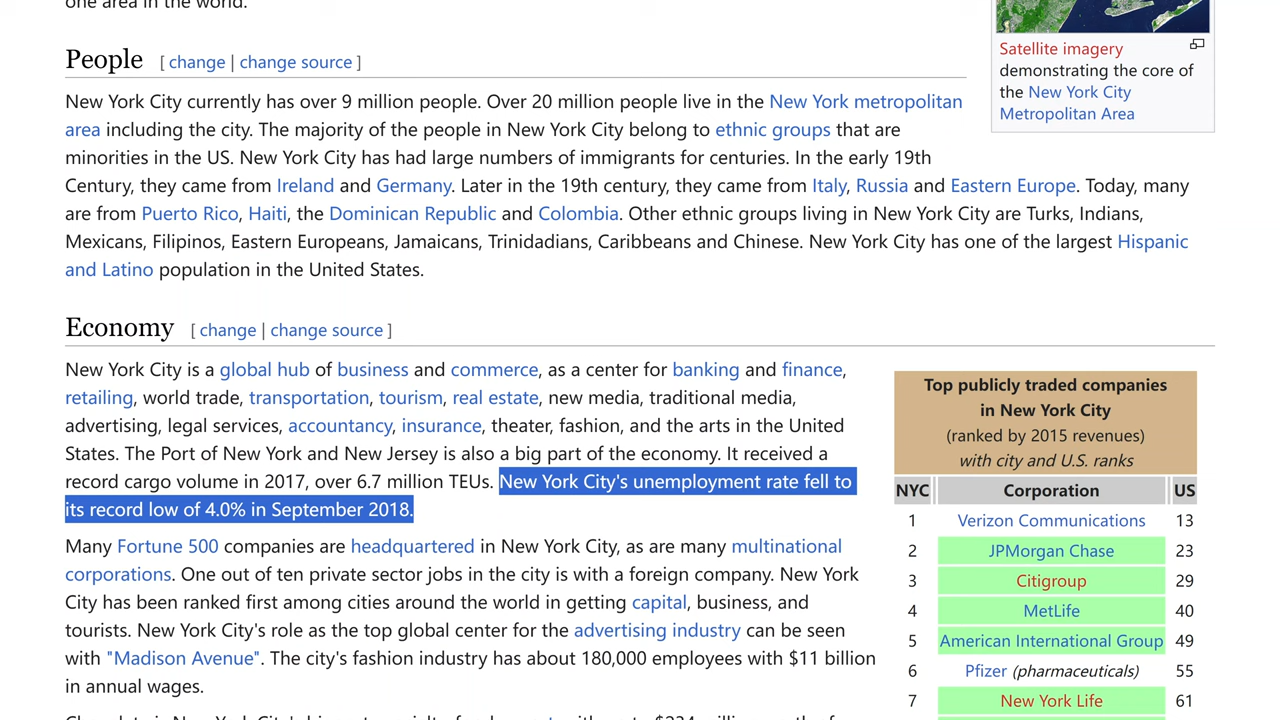 one area in the world.
People [ change | change source ]
New York City currently has over 9 million people. Over 20 million people live in the New York metropolitan
area including the city. The majority of the people in New York City belong to ethnic groups that are
minorities in the US. New York City has had large numbers of immigrants for centuries. In the early 19th
Century, they came from Ireland and Germany. Later in the 19th century, they came from Italy, Russia and Eastern Europe. Today, many
are from Puerto Rico, Haiti, the Dominican Republic and Colombia. Other ethnic groups living in New York City are Turks, Indians,
Mexicans, Filipinos, Eastern Europeans, Jamaicans, Trinidadians, Caribbeans and Chinese. New York City has one of the largest Hispanic
and Latino population in the United States.
Satellite imagery
demonstrating the core of
the New York City
Metropolitan Area
Economy [ change | change source ]
New York City is a global hub of business and commerce, as a center for banking and finance,
retailing, world trade, transportation, tourism, real estate, new media, traditional media,
advertising, legal services, accountancy, insurance, theater, fashion, and the arts in the United
States. The Port of New York and New Jersey is also a big part of the economy. It received a
record cargo volume in 2017, over 6.7 million TEUs. New York City's unemployment rate fell to
its record low of 4.0% in September 2018.
Many Fortune 500 companies are headquartered in New York City, as are many multinational
corporations. One out of ten private sector jobs in the city is with a foreign company. New York
City has been ranked first among cities around the world in getting capital, business, and
tourists. New York City's role as the top global center for the advertising industry can be seen
with "Madison Avenue". The city's fashion industry has about 180,000 employees with $11 billion
in annual wages.
Top publicly traded companies
in New York City
(ranked by 2015 revenues)
with city and U.S. ranks
NYC Corporation US
1 Verizon Communications 13
2 JPMorgan Chase 23
3 Citigroup 29
4 MetLife 40
5 American International Group 49
6 Pfizer (pharmaceuticals) 55
7 New York Life 61